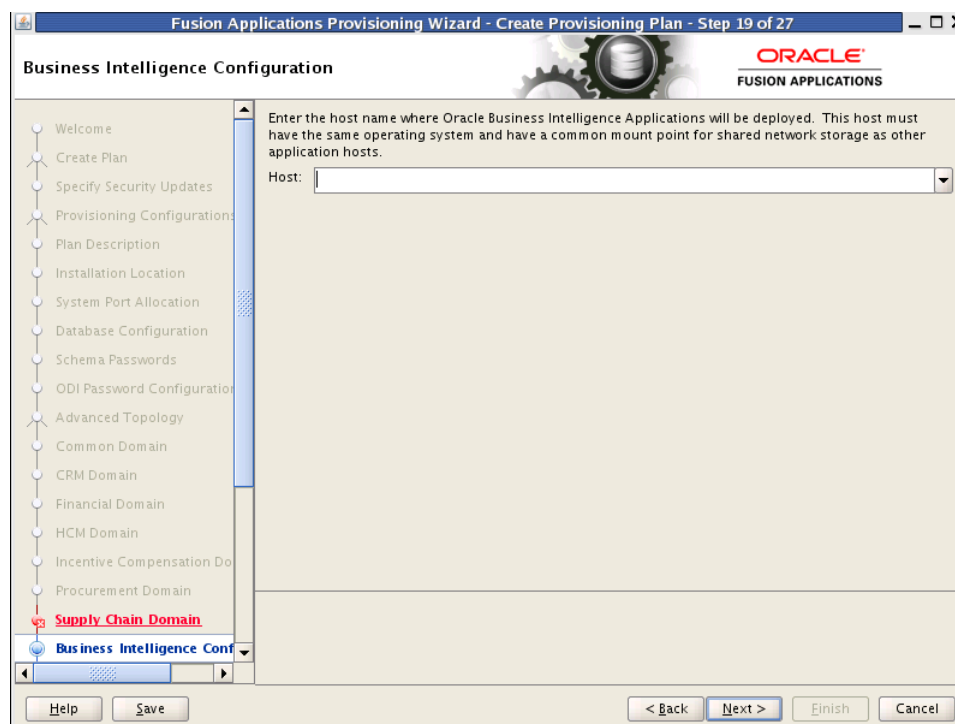 Fusion Applications Provisioning Wizard - Create Provisioning Plan - Step 19 of 27
Business Intelligence Configuration
ORACLE
FUSION APPLICATIONS
Welcome
Create Plan
Specify Security Updates
Provisioning Configurations
Plan Description
Installation Location
System Port Allocation
Database Configuration
Schema Passwords
ODI Password Configuration
Advanced Topology
Common Domain
CRM Domain
Financial Domain
HCM Domain
Incentive Compensation Do
Procurement Domain
Supply Chain Domain
Business Intelligence Conf
Enter the host name where Oracle Business Intelligence Applications will be deployed. This host must
have the same operating system and have a common mount point for shared network storage as other
application hosts.
Host:
Help
Save
< Back
Next >
Finish
Cancel